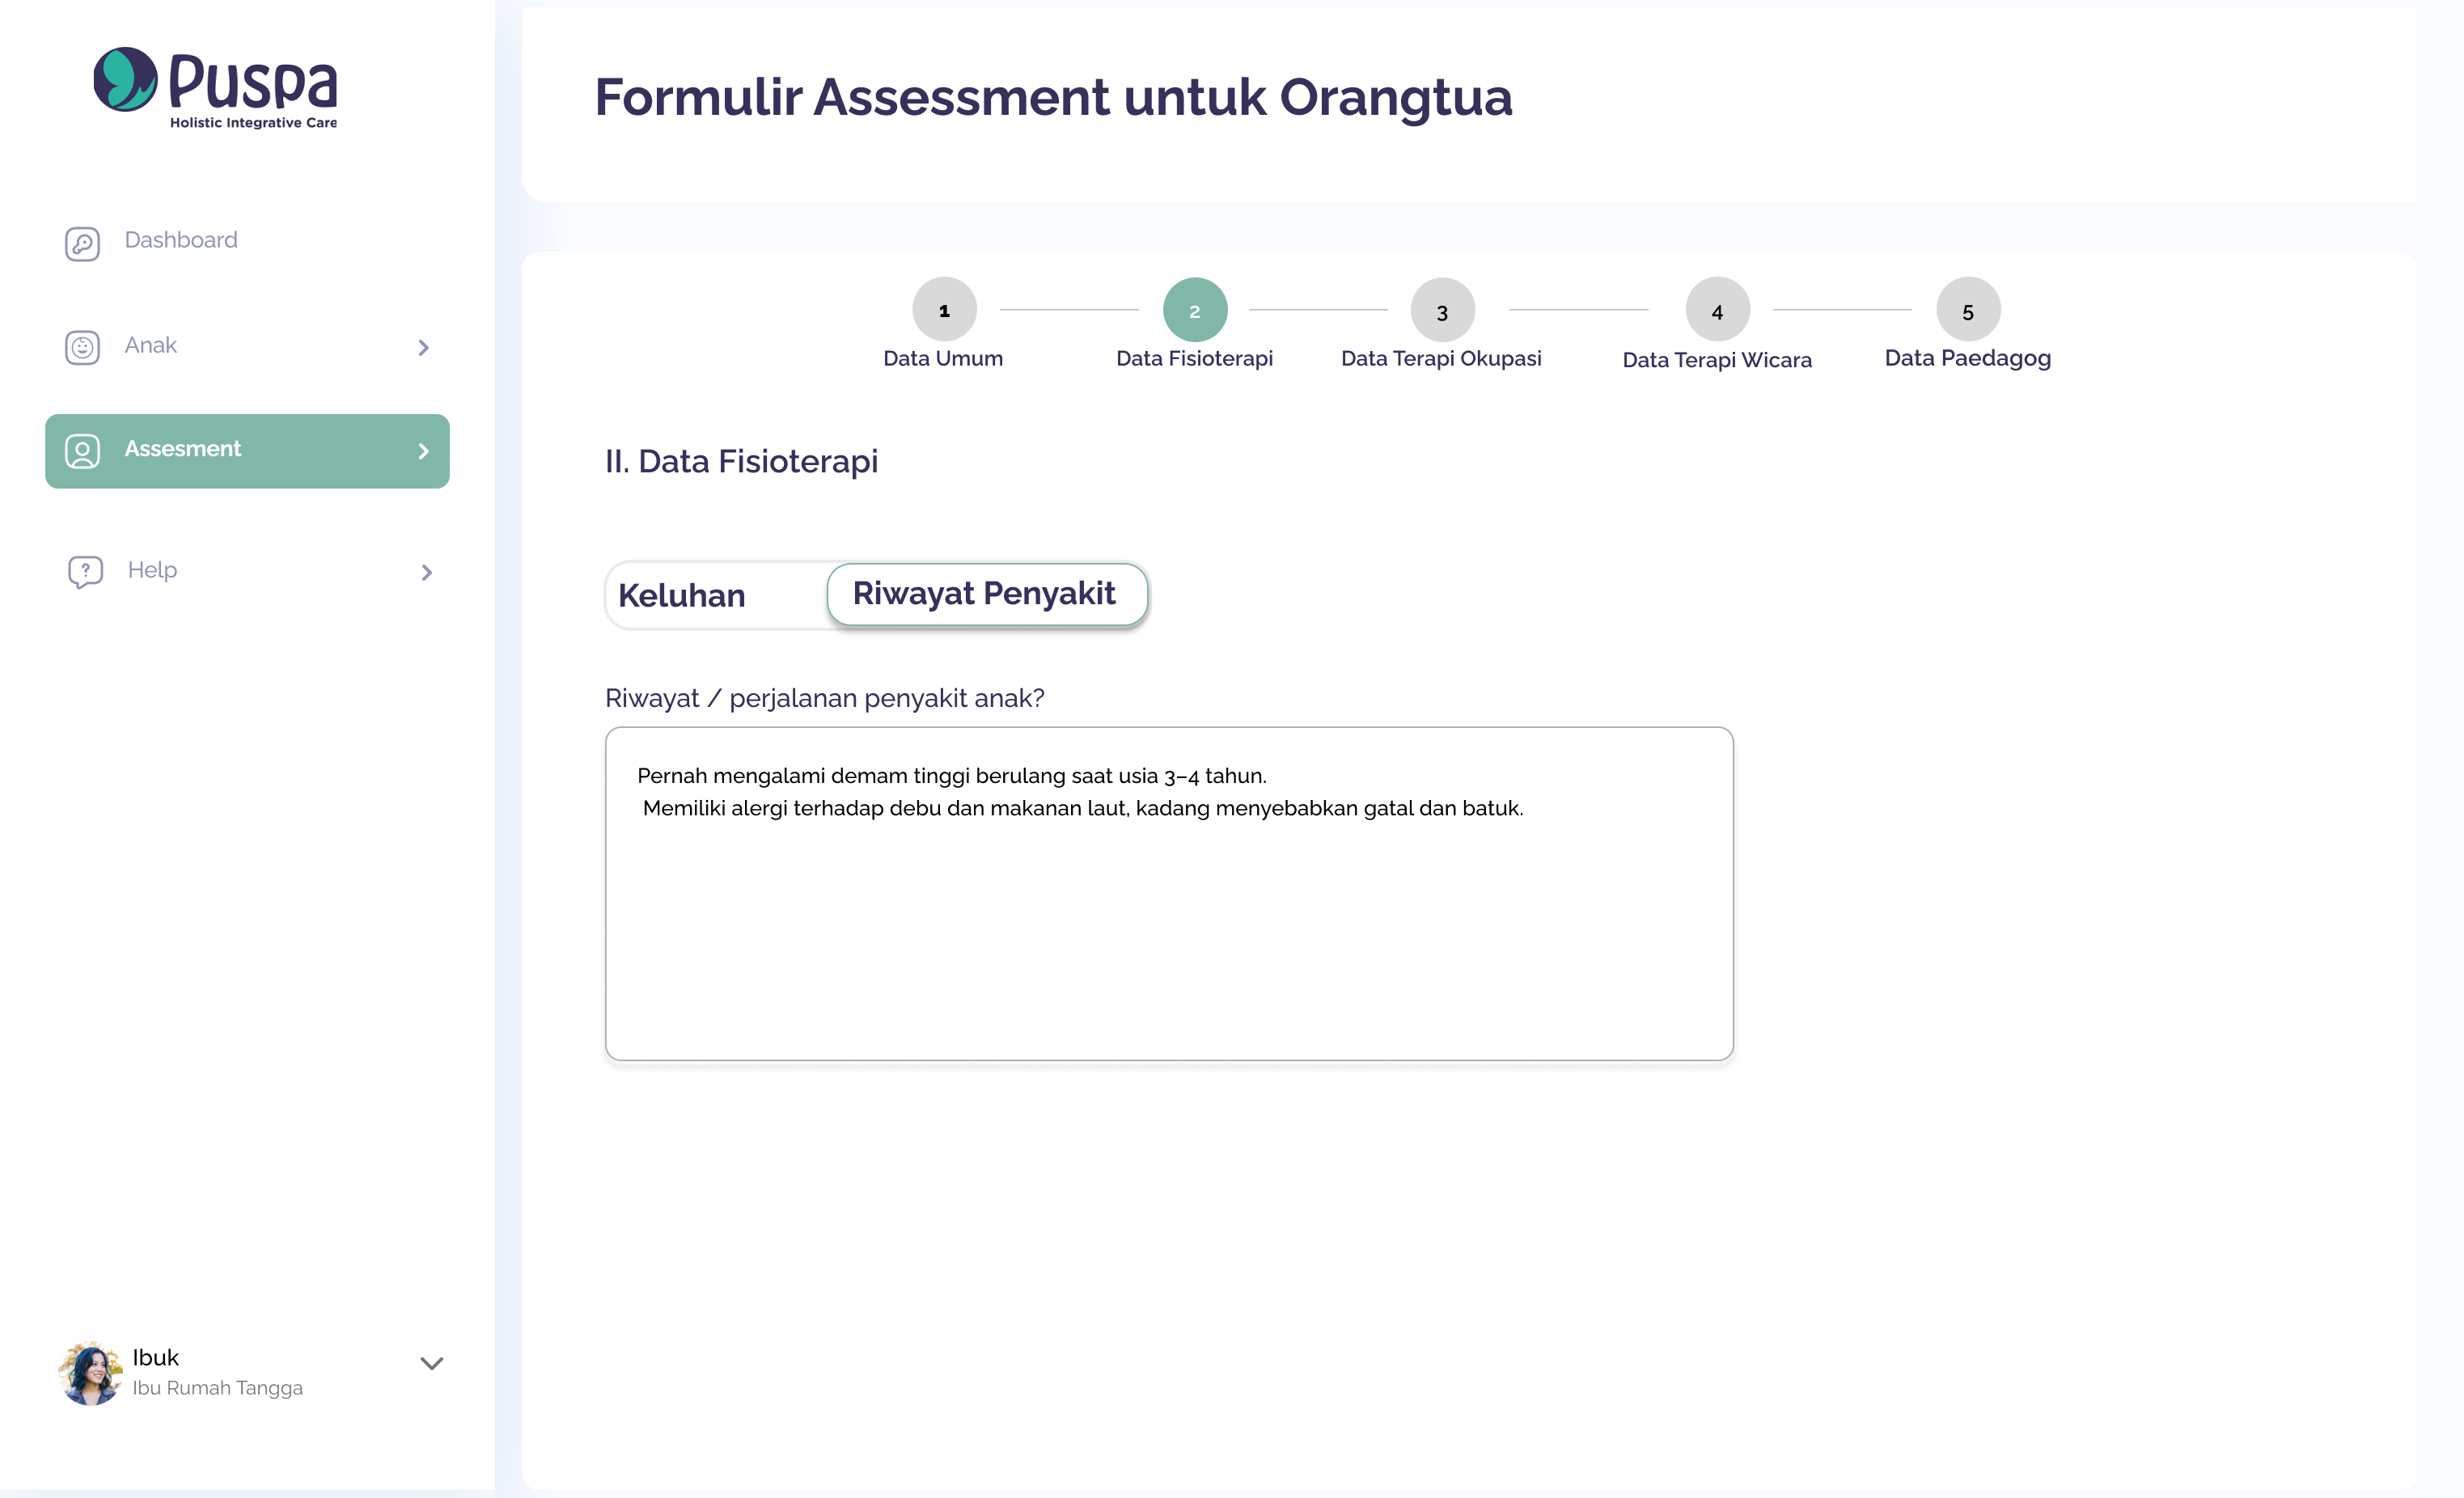 Puspa
Holistic Integrative Care
Dashboard
Anak
Assesment
Help
Ibuk
Ibu Rumah Tangga
Formulir Assessment untuk Orangtua
1
2
3
4
5
Data Umum
Data Fisioterapi
Data Terapi Okupasi
Data Terapi Wicara
Data Paedagog
II. Data Fisioterapi
Keluhan
Riwayat Penyakit
Riwayat / perjalanan penyakit anak?
Pernah mengalami demam tinggi berulang saat usia 3–4 tahun.
Memiliki alergi terhadap debu dan makanan laut, kadang menyebabkan gatal dan batuk.